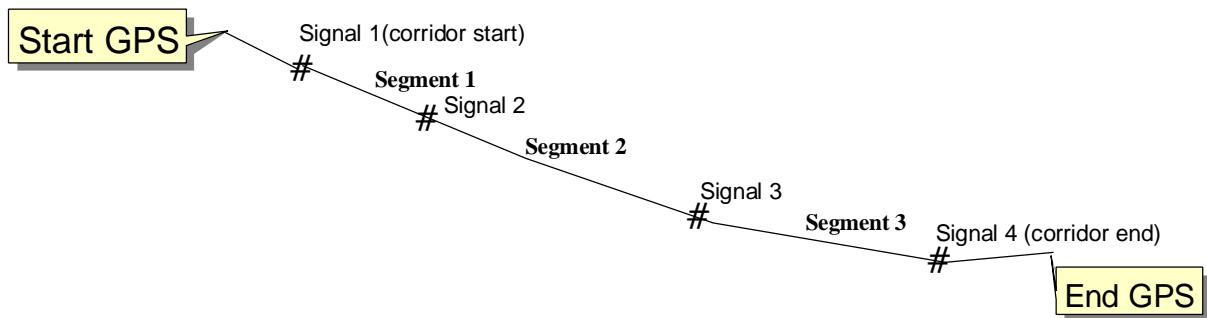 Start GPS
Signal 1(corridor start)
#
Segment 1
# Signal 2
Segment 2
Signal 3
#
Segment 3
Signal 4 (corridor end)
#
End GPS